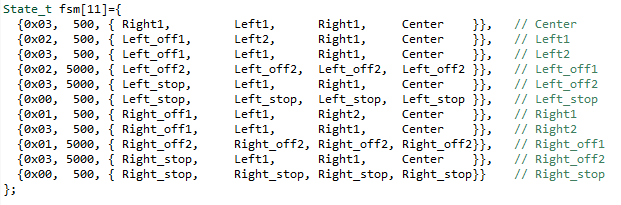 State_t fsm[11]={
{0x03, 500, { Right1, Left1, Right1, Center }}, // Center
{0x02, 500, { Left_off1, Left2, Right1, Center }}, // Left1
{0x03, 500, { Left_off1, Left1, Right1, Center }}, // Left2
{0x02, 5000, { Left_off2, Left_off2, Left_off2, Left_off2 }}, // Left_off1
{0x03, 5000, { Left_stop, Left1, Right1, Center }}, // Left_off2
{0x00, 500, { Left_stop, Left_stop, Left_stop, Left_stop }}, // Left_stop
{0x01, 500, { Right_off1, Left1, Right2, Center }}, // Right1
{0x03, 500, { Right_off1, Left1, Right1, Center }}, // Right2
{0x01, 5000, { Right_off2, Right_off2, Right_off2, Right_off2}}, // Right_off1
{0x03, 5000, { Right_stop, Left1, Right1, Center }}, // Right_off2
{0x00, 500, { Right_stop, Right_stop, Right_stop, Right_stop}} // Right_stop
};